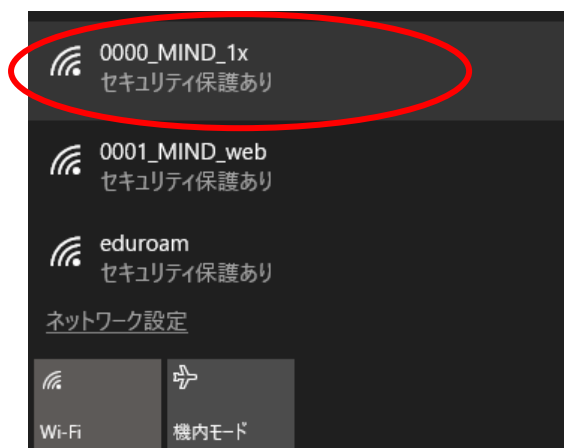 0000_MIND_1x
セキュリティ保護あり
0001_MIND_web
セキュリティ保護あり
eduroam
セキュリティ保護あり
ネットワーク設定
Wi-Fi
機内モード